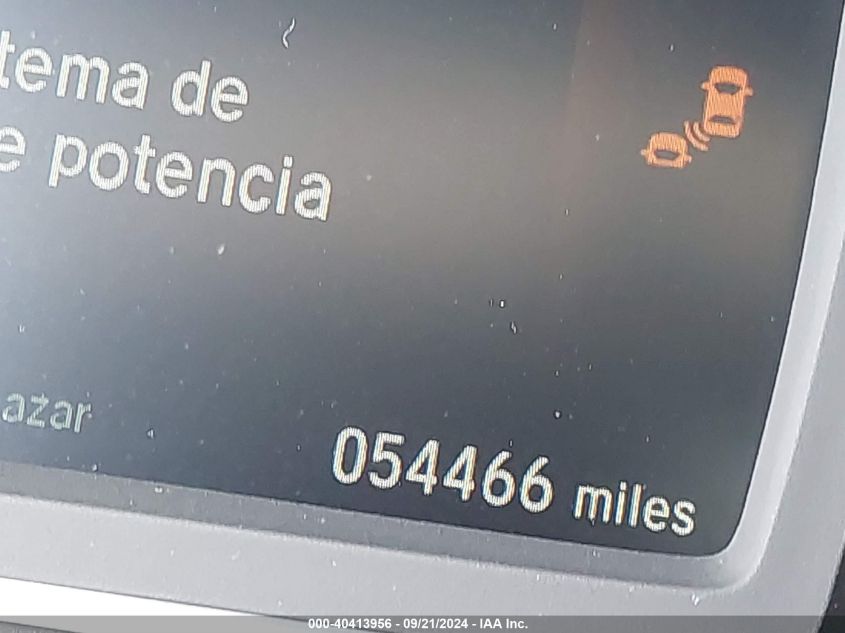 tema de
e potencia
azar
054466 miles
000-40413956 - 09/21/2024 - IAA Inc.